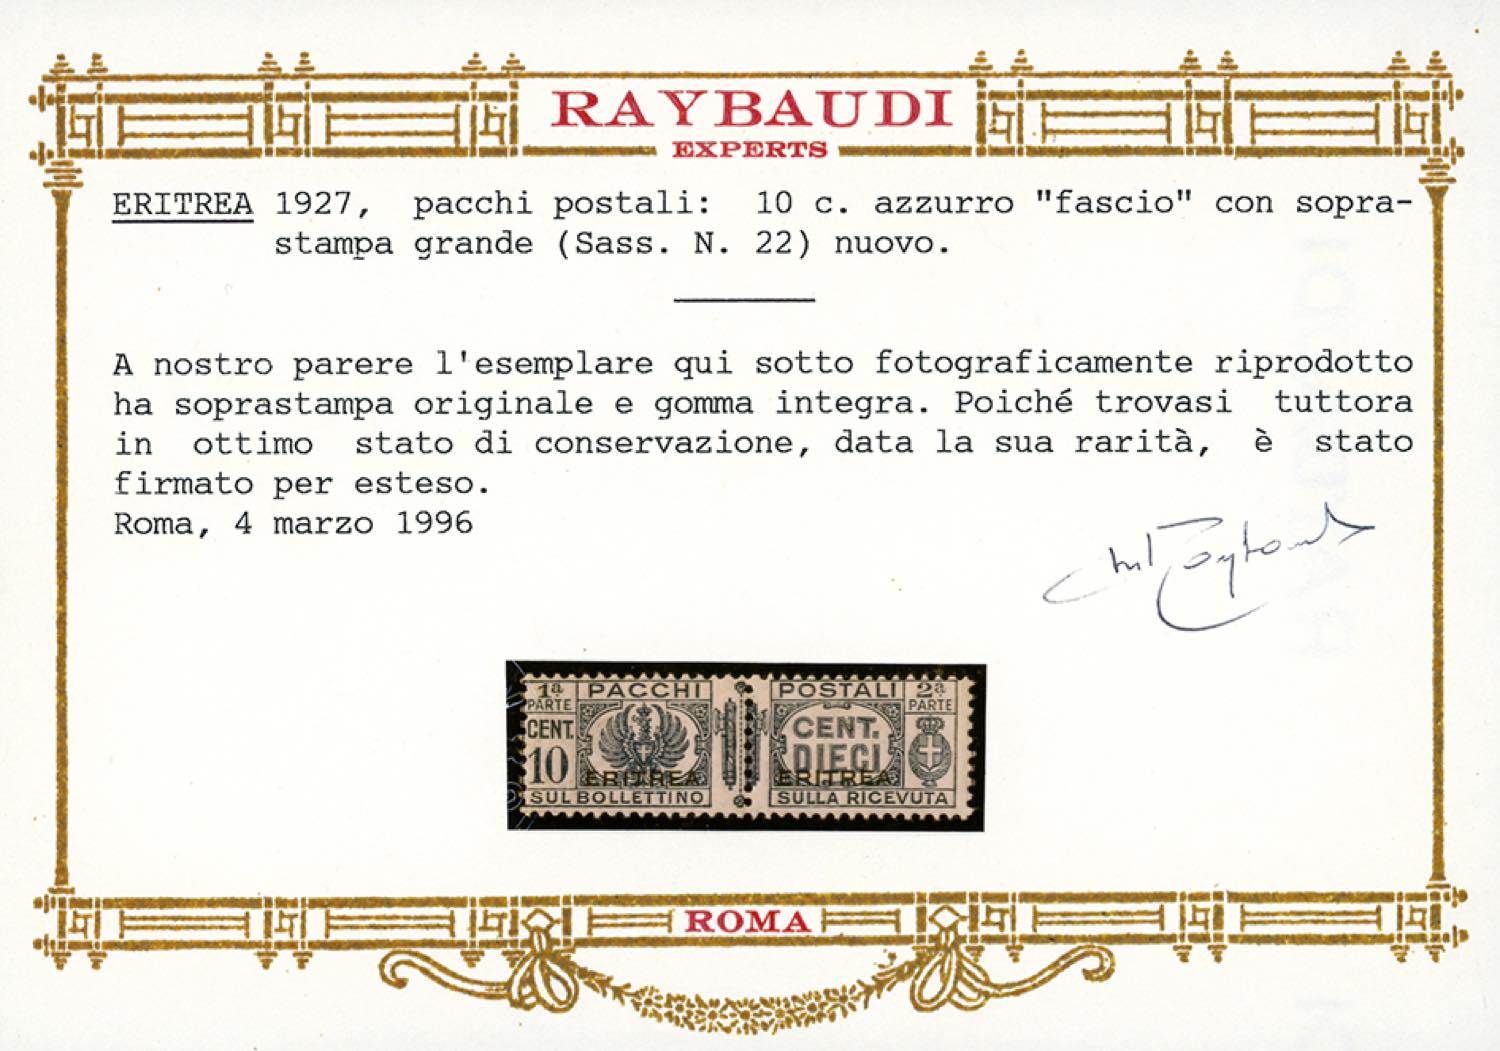 RAYBAUDI
EXPERTS
ERITREA 1927, pacchi postali: 10 c. azzurro "fascio" con sopra-
stampa grande (Sass. N. 22) nuovo.
A nostro parere l'esemplare qui sotto fotograficamente riprodotto
ha soprastampa originale e gomma integra. Poiché trovasi tuttora
in ottimo stato di conservazione, data la sua rarità, è stato
firmato per esteso.
Roma, 4 marzo 1996
1ª PARTE PACCHI POSTALI 2ª PARTE
CENT. 10 CENT. DIECI
ERITREA ERITREA
SUL BOLLETTINO SULLA RICEVUTA
ROMA